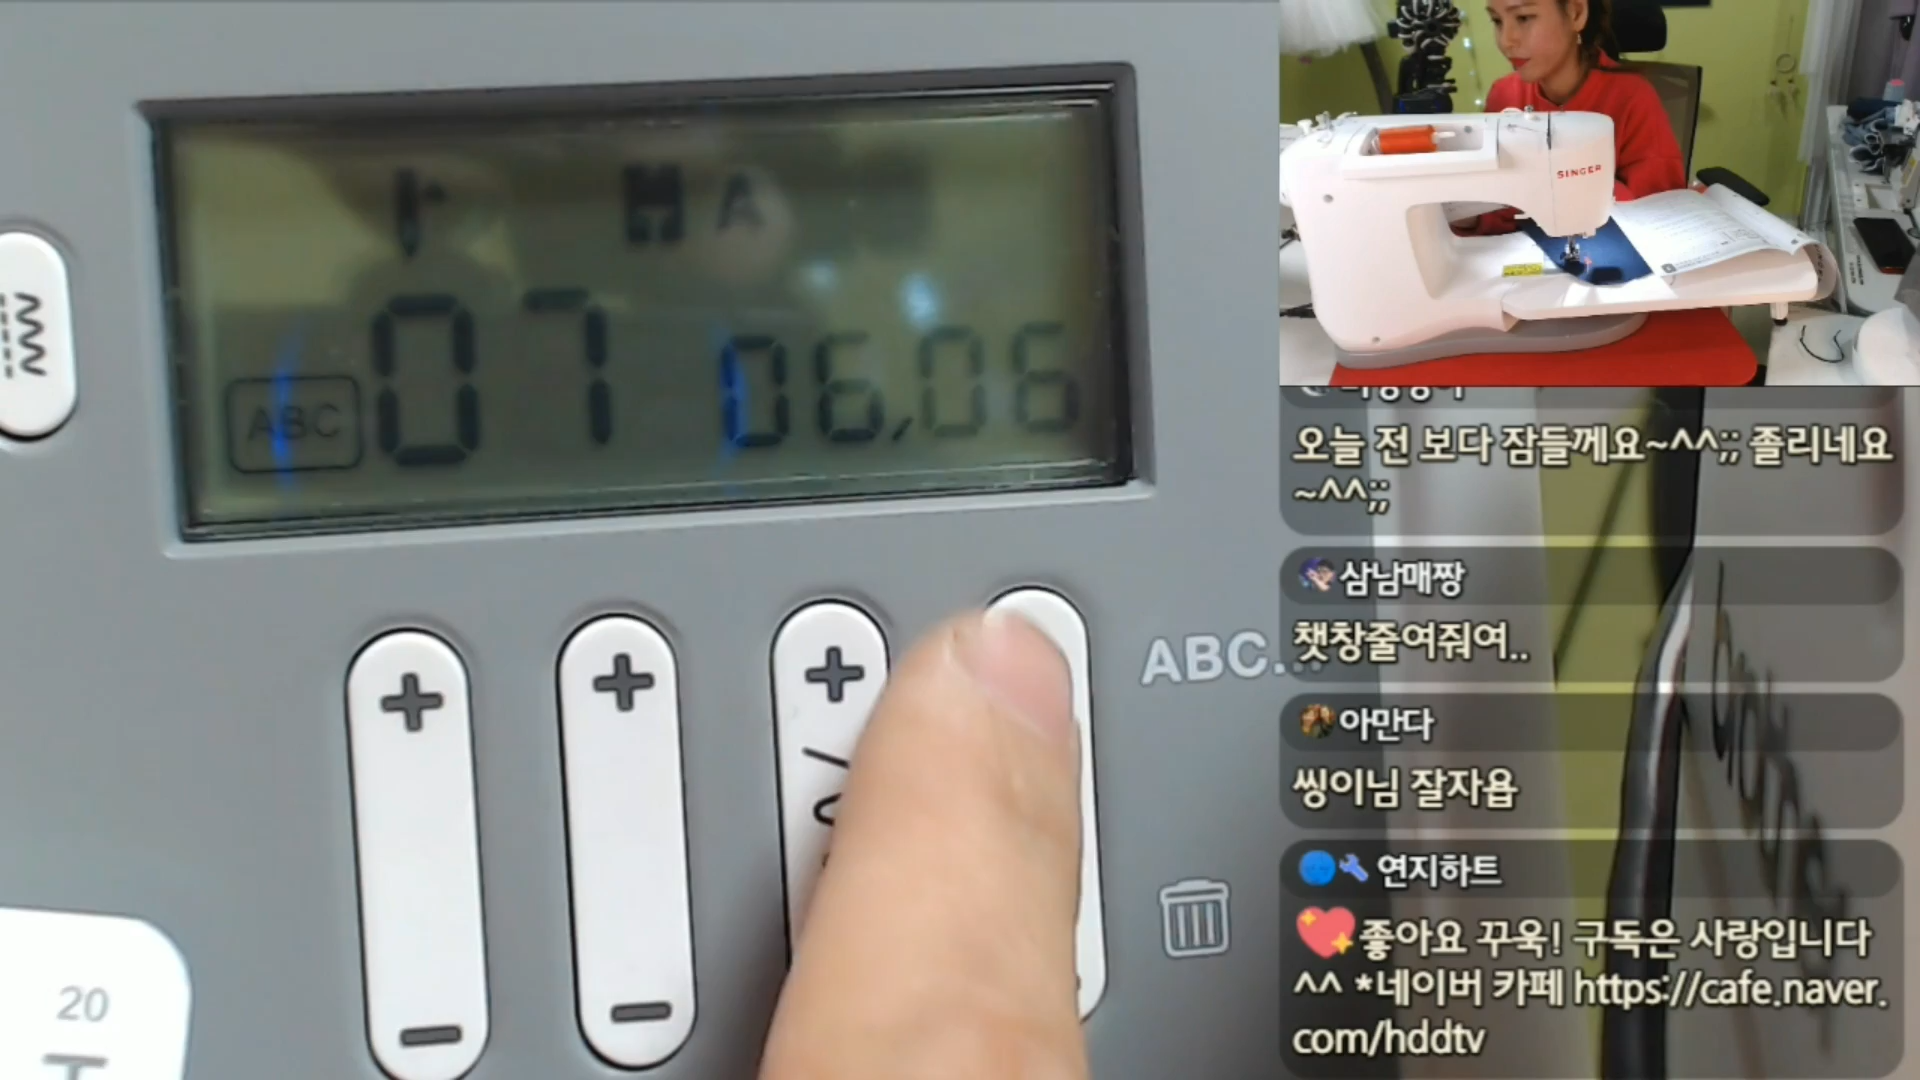 A
ABC 07 06,06
ABC...
20
SINGER
오늘 전 보다 잠들께요~^^;; 졸리네요
~^^;;
삼남매짱
챗창줄여줘여..
아만다
씽이님 잘자욥
연지하트
💖좋아요 꾸욱! 구독은 사랑입니다
^^ *네이버 카페 https://cafe.naver.
com/hddtv